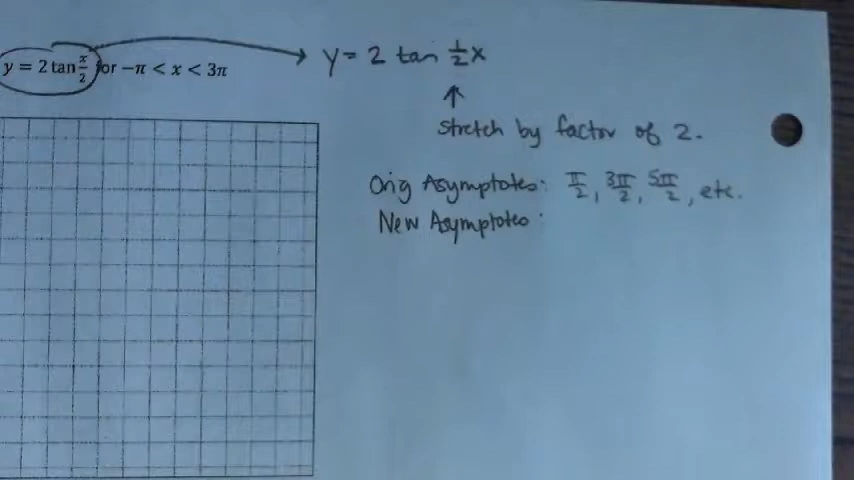 y = 2 tan x/2 for −π < x < 3π
y = 2 tan 1/2 x
↑
stretch by factor of 2.
Orig Asymptotes: π/2, 3π/2, 5π/2, etc.
New Asymptotes: